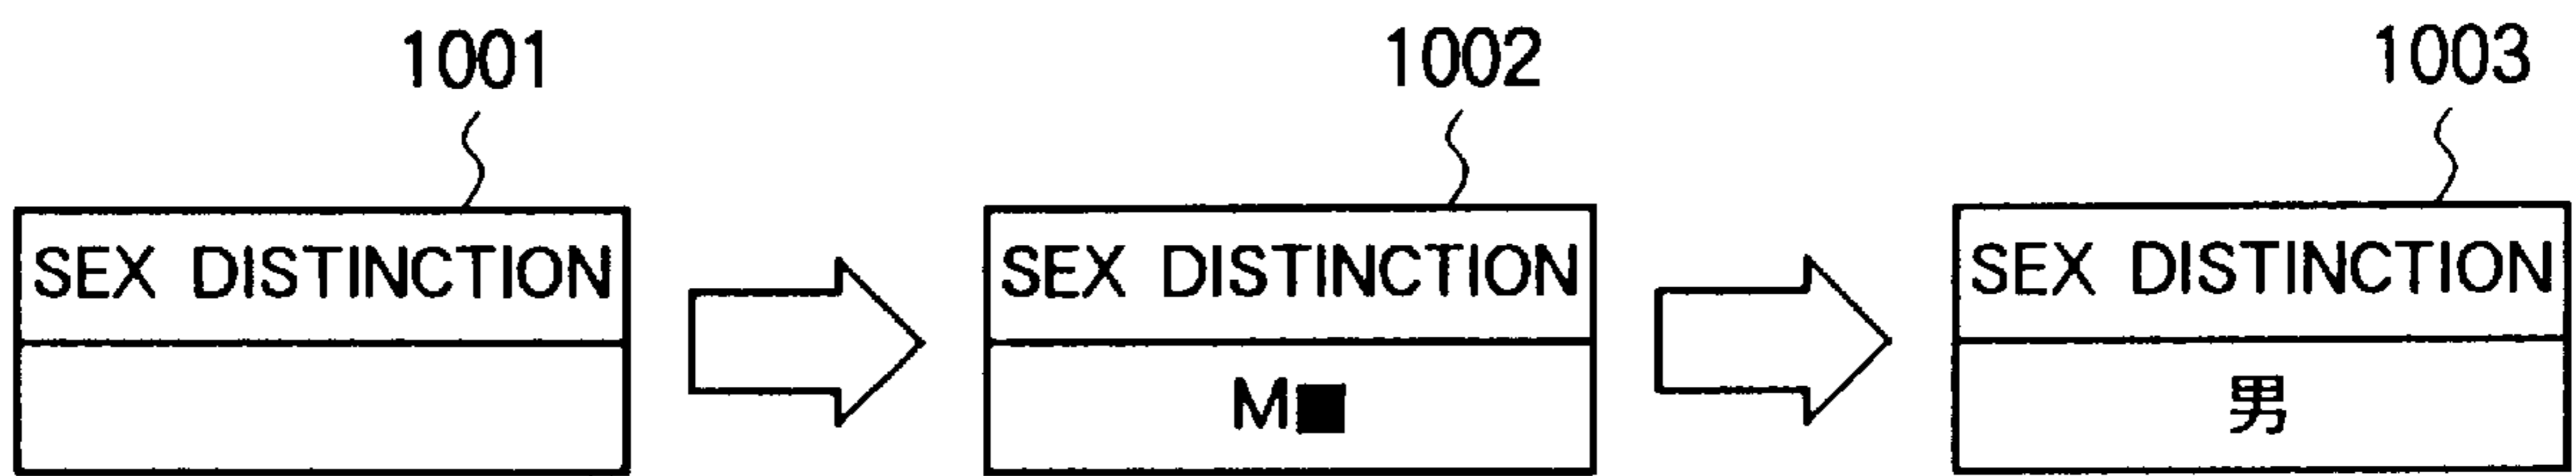 1001 1002 1003
SEX DISTINCTION SEX DISTINCTION SEX DISTINCTION
M■ 男